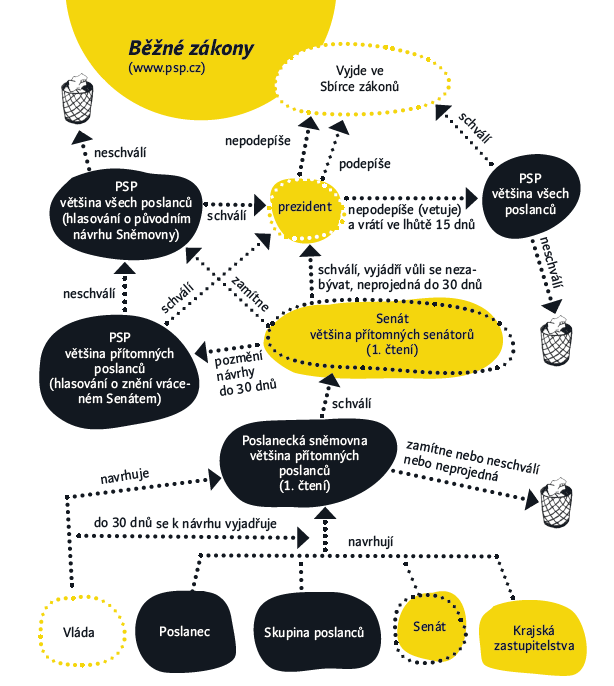 Běžné zákony
(www.psp.cz)
Vyjde ve
Sbírce zákonů
nepodepíše
podepíše
schválí
neschválí
PSP
většina všech poslanců
(hlasování o původním
návrhu Sněmovny)
schválí
prezident
nepodepíše (vetuje)
a vrátí ve lhůtě 15 dnů
PSP
většina všech
poslanců
neschválí
neschválí
schválí
zamítne
schválí, vyjádří vůli se neza-
bývat, neprojedná do 30 dnů
PSP
většina přítomných
poslanců
(hlasování o znění vráce-
ném Senátem)
pozmění
návrhy
do 30 dnů
Senát
většina přítomných senátorů
(1. čtení)
schválí
Poslanecká sněmovna
většina přítomných
poslanců
(1. čtení)
zamítne nebo neschválí
nebo neprojedná
navrhuje
do 30 dnů se k návrhu vyjadřuje
navrhují
Vláda
Poslanec
Skupina poslanců
Senát
Krajská
zastupitelstva